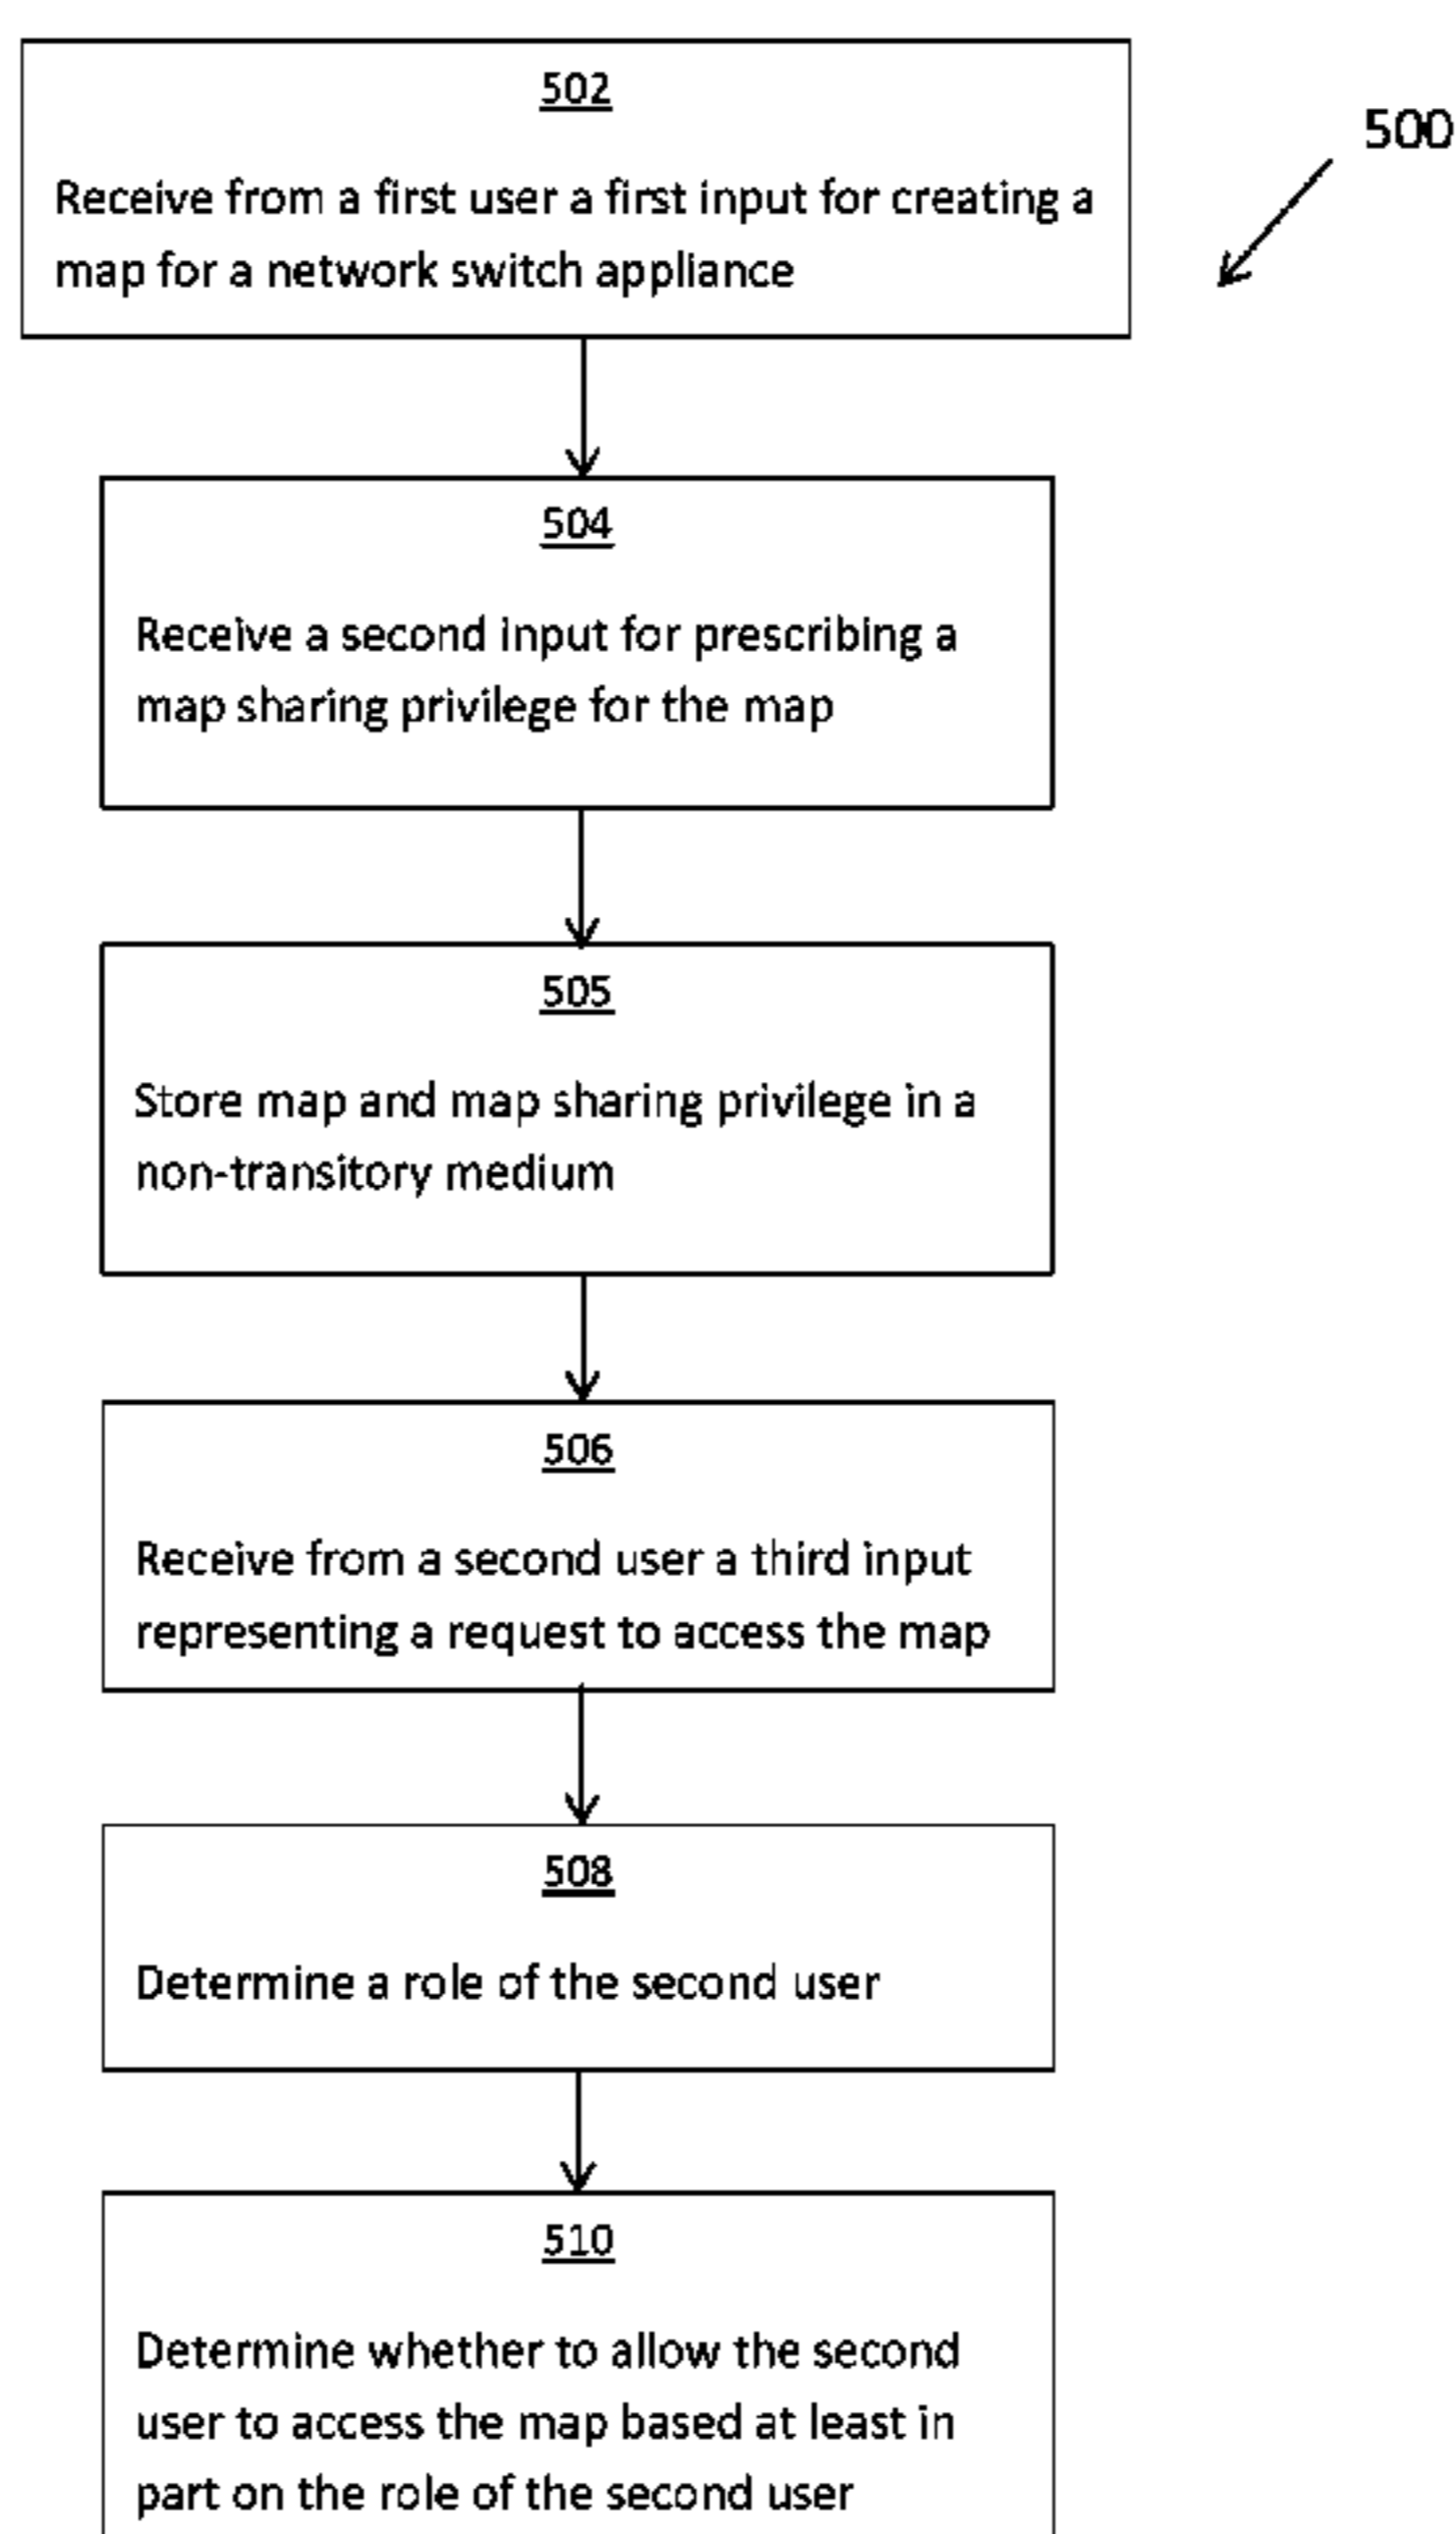 502
500
Receive from a first user a first input for creating a
map for a network switch appliance
504
Receive a second input for prescribing a
map sharing privilege for the map
505
Store map and map sharing privilege in a
non-transitory medium
506
Receive from a second user a third input
representing a request to access the map
508
Determine a role of the second user
510
Determine whether to allow the second
user to access the map based at least in
part on the role of the second user